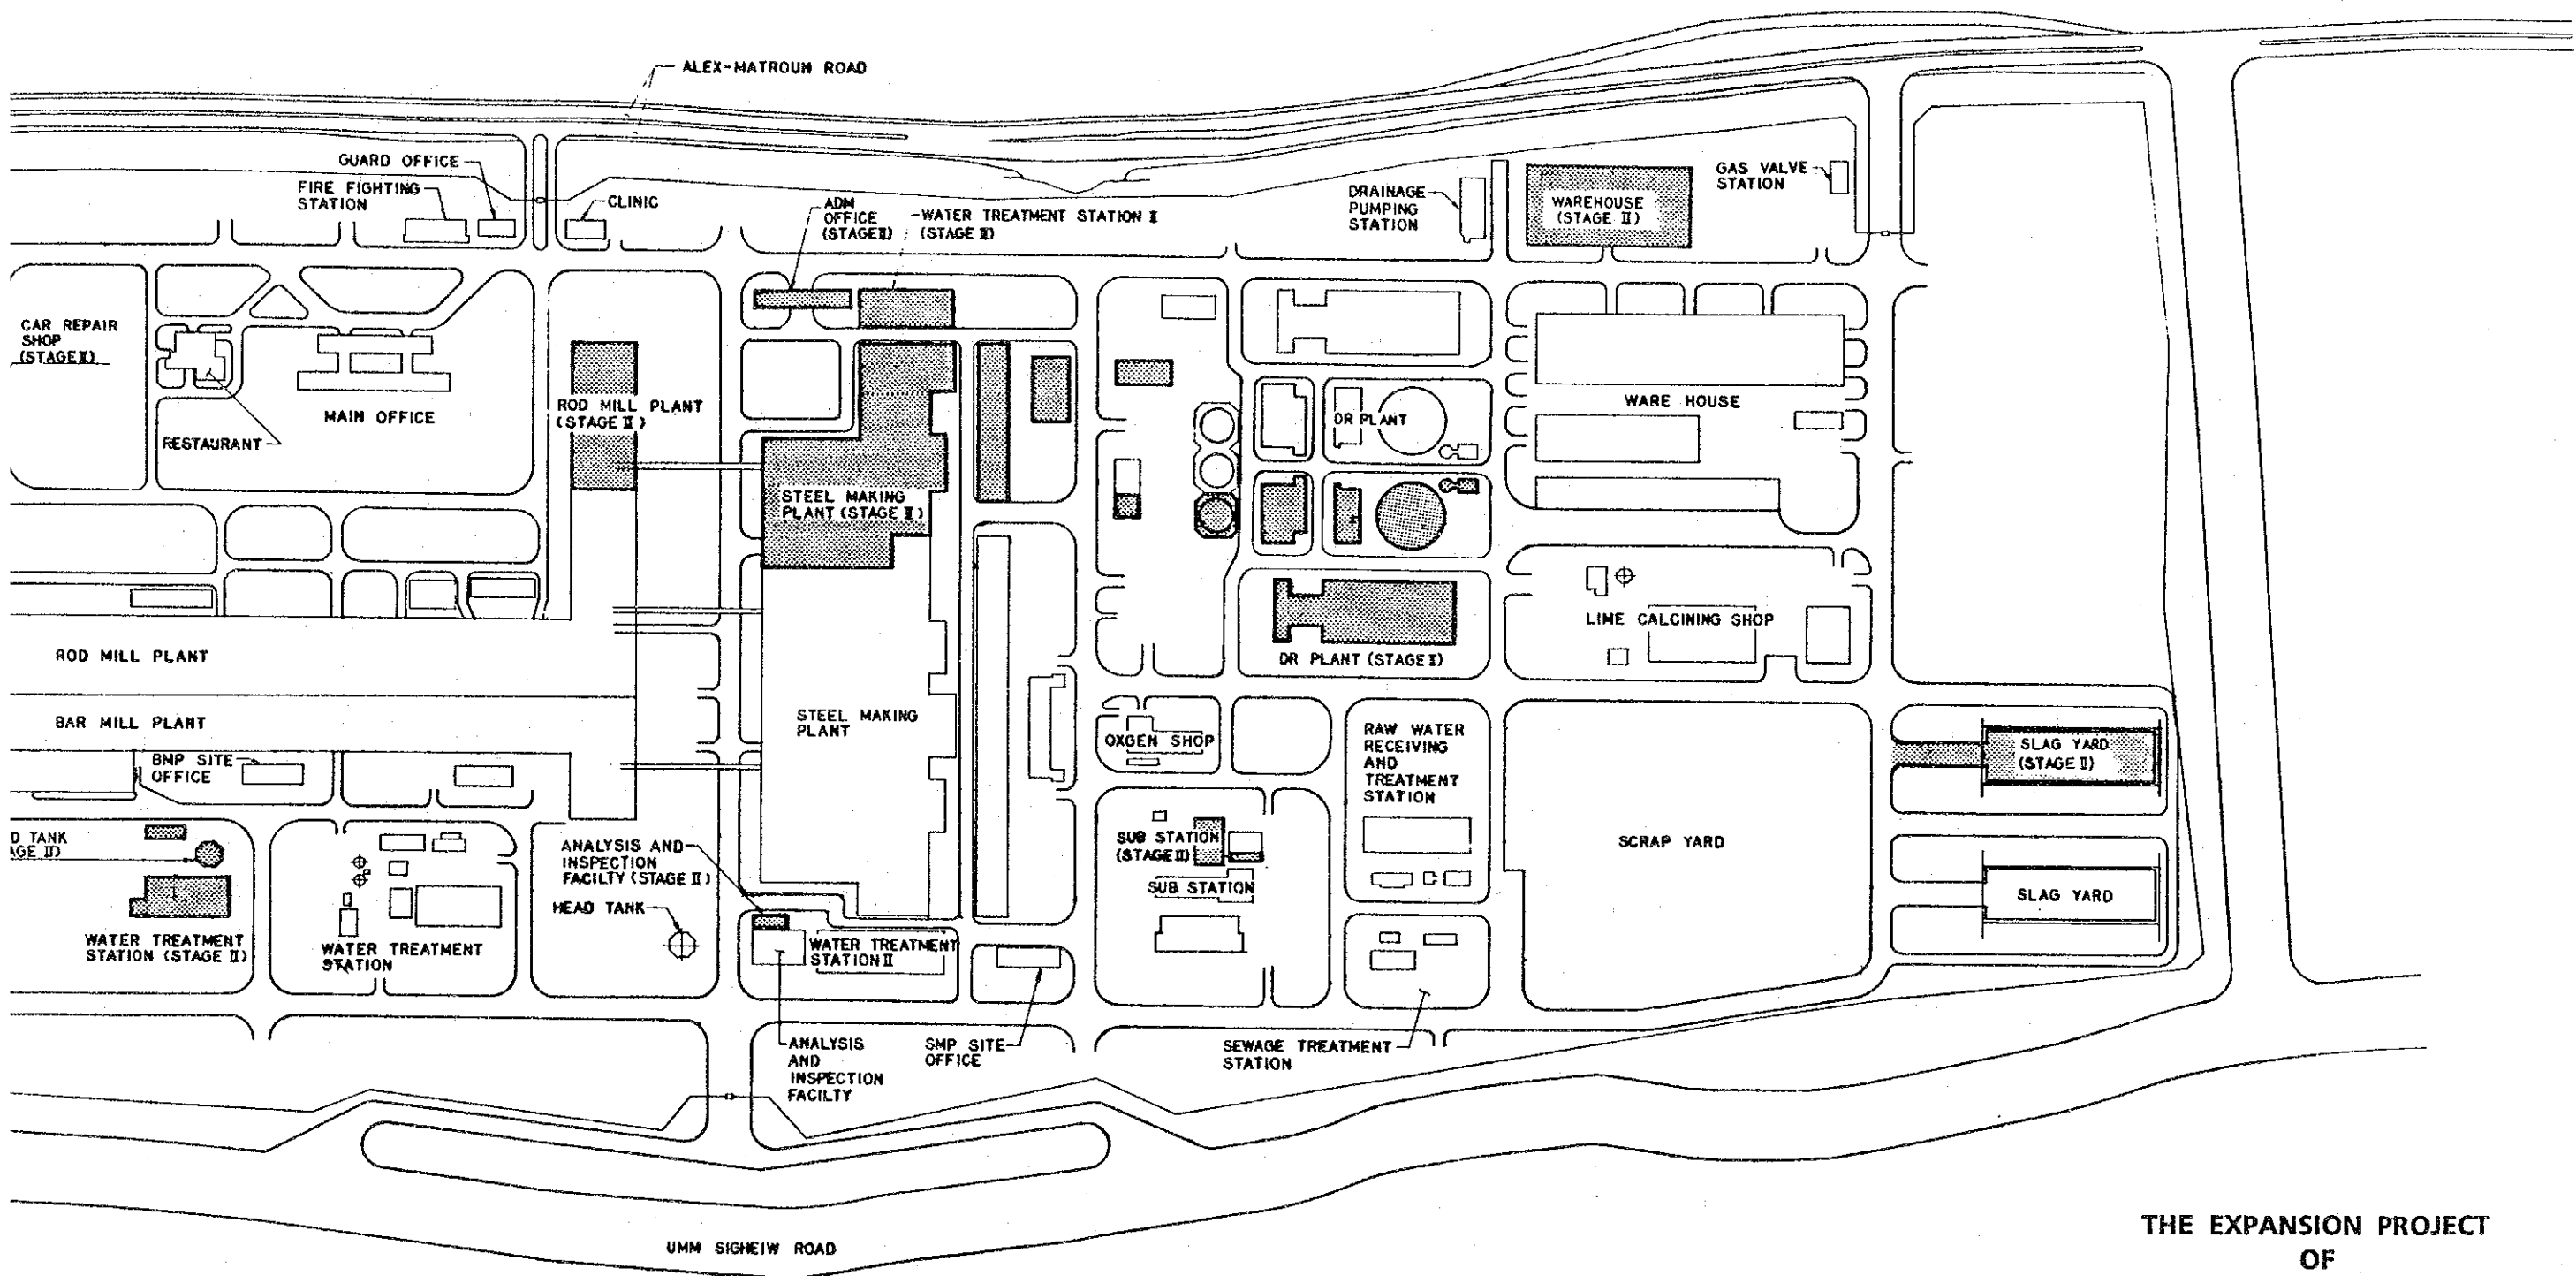 ALEX-MATROUH ROAD
GUARD OFFICE
FIRE FIGHTING
STATION
CLINIC
ADM
OFFICE
(STAGE II)
WATER TREATMENT STATION II
(STAGE II)
DRAINAGE
PUMPING
STATION
WAREHOUSE
(STAGE II)
GAS VALVE
STATION
CAR REPAIR
SHOP
(STAGE II)
RESTAURANT
MAIN OFFICE
ROD MILL PLANT
(STAGE II)
STEEL MAKING
PLANT (STAGE II)
DR PLANT
WARE HOUSE
DR PLANT (STAGE II)
LIME CALCINING SHOP
ROD MILL PLANT
BAR MILL PLANT
BMP SITE
OFFICE
STEEL MAKING
PLANT
OXGEN SHOP
RAW WATER
RECEIVING
AND
TREATMENT
STATION
SLAG YARD
(STAGE II)
D TANK
AGE II)
WATER TREATMENT
STATION (STAGE II)
WATER TREATMENT
STATION
ANALYSIS AND
INSPECTION
FACILTY (STAGE II)
HEAD TANK
WATER TREATMENT
STATION II
SUB STATION
(STAGE II)
SUB STATION
SCRAP YARD
SLAG YARD
ANALYSIS
AND
INSPECTION
FACILTY
SMP SITE
OFFICE
SEWAGE TREATMENT
STATION
UMM SIGHEIW ROAD
THE EXPANSION PROJECT
OF